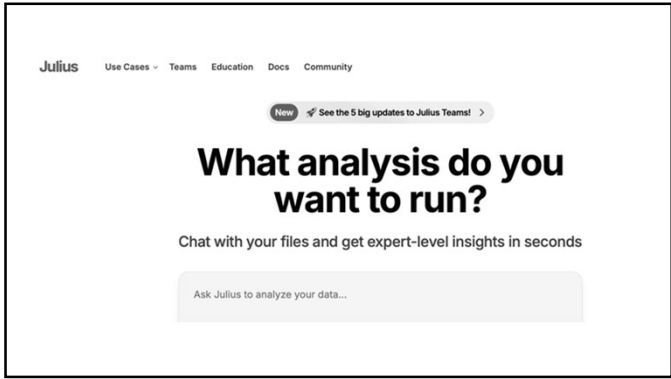 Julius Use Cases Teams Education Docs Community
New 🚀 See the 5 big updates to Julius Teams! >
What analysis do you
want to run?
Chat with your files and get expert-level insights in seconds
Ask Julius to analyze your data...